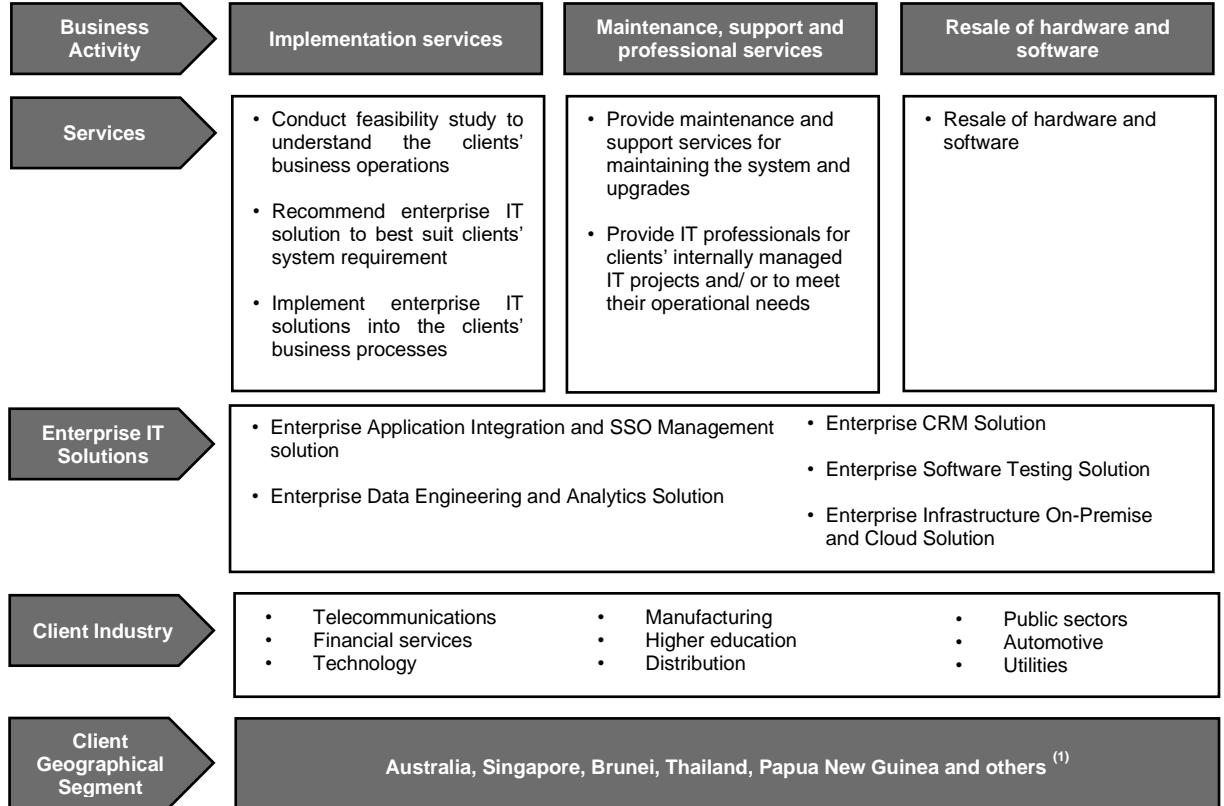 Business
Activity
Implementation services
Maintenance, support and
professional services
Resale of hardware and
software
Services
• Conduct feasibility study to
understand the clients’
business operations
• Recommend enterprise IT
solution to best suit clients’
system requirement
• Implement enterprise IT
solutions into the clients’
business processes
• Provide maintenance and
support services for
maintaining the system and
upgrades
• Provide IT professionals for
clients’ internally managed
IT projects and/ or to meet
their operational needs
• Resale of hardware and
software
Enterprise IT
Solutions
• Enterprise Application Integration and SSO Management
solution
• Enterprise Data Engineering and Analytics Solution
• Enterprise CRM Solution
• Enterprise Software Testing Solution
• Enterprise Infrastructure On-Premise
and Cloud Solution
Client Industry
• Telecommunications
• Financial services
• Technology
• Manufacturing
• Higher education
• Distribution
• Public sectors
• Automotive
• Utilities
Client
Geographical
Segment
Australia, Singapore, Brunei, Thailand, Papua New Guinea and others (1)